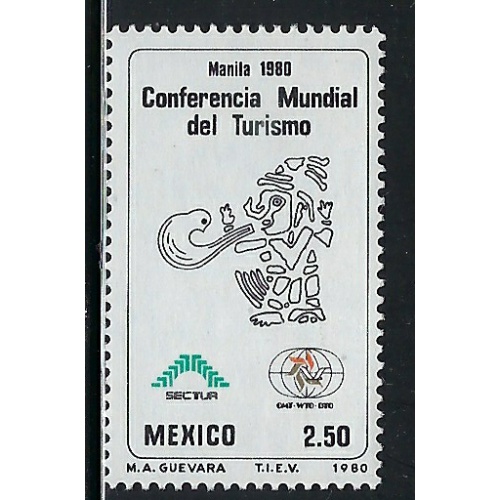 Manila 1980
Conferencia Mundial
del Turismo
SECTUR
OMT·WTO·BTO
MEXICO 2.50
M.A. GUEVARA T.I.E.V. 1980